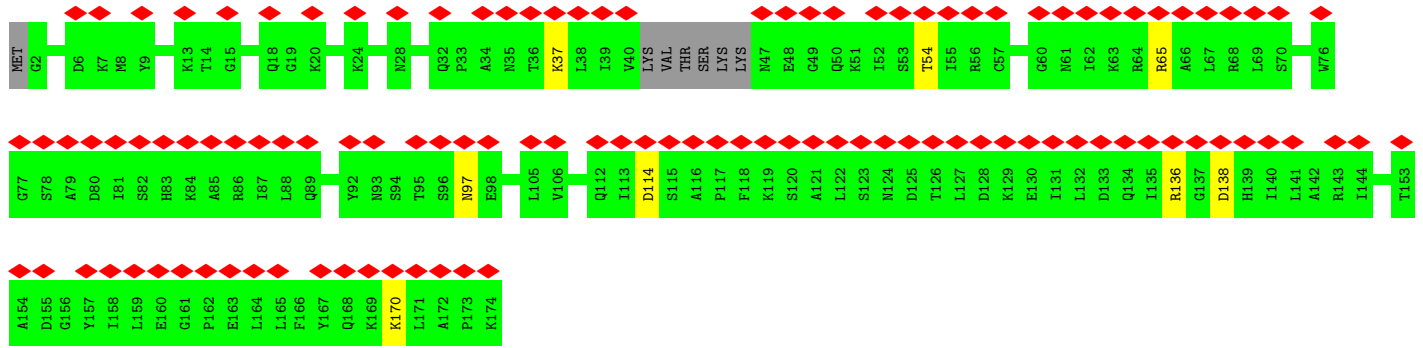 MET G2 D6 K7 M8 Y9 K13 T14 G15 Q18 G19 K20 K24 N28 Q32 P33 A34 N35 T36 K37 L38 I39 V40 LYS VAL THR SER LYS LYS N47 E48 G49 Q50 K51 I52 S53 T54 I55 R56 C57 G60 N61 I62 K63 R64 R65 A66 L67 R68 L69 S70 W76
G77 S78 A79 D80 I81 S82 H83 K84 A85 R86 I87 L88 Q89 Y92 N93 S94 T95 S96 N97 E98 L105 V106 Q112 I113 D114 S115 A116 P117 F118 K119 S120 A121 L122 S123 N124 D125 T126 L127 D128 K129 E130 I131 L132 D133 Q134 I135 R136 G137 D138 H139 I140 L141 A142 R143 I144 T153
A154 D155 G156 Y157 I158 L159 E160 G161 P162 E163 L164 L165 F166 Y167 Q168 K169 K170 L171 A172 P173 K174